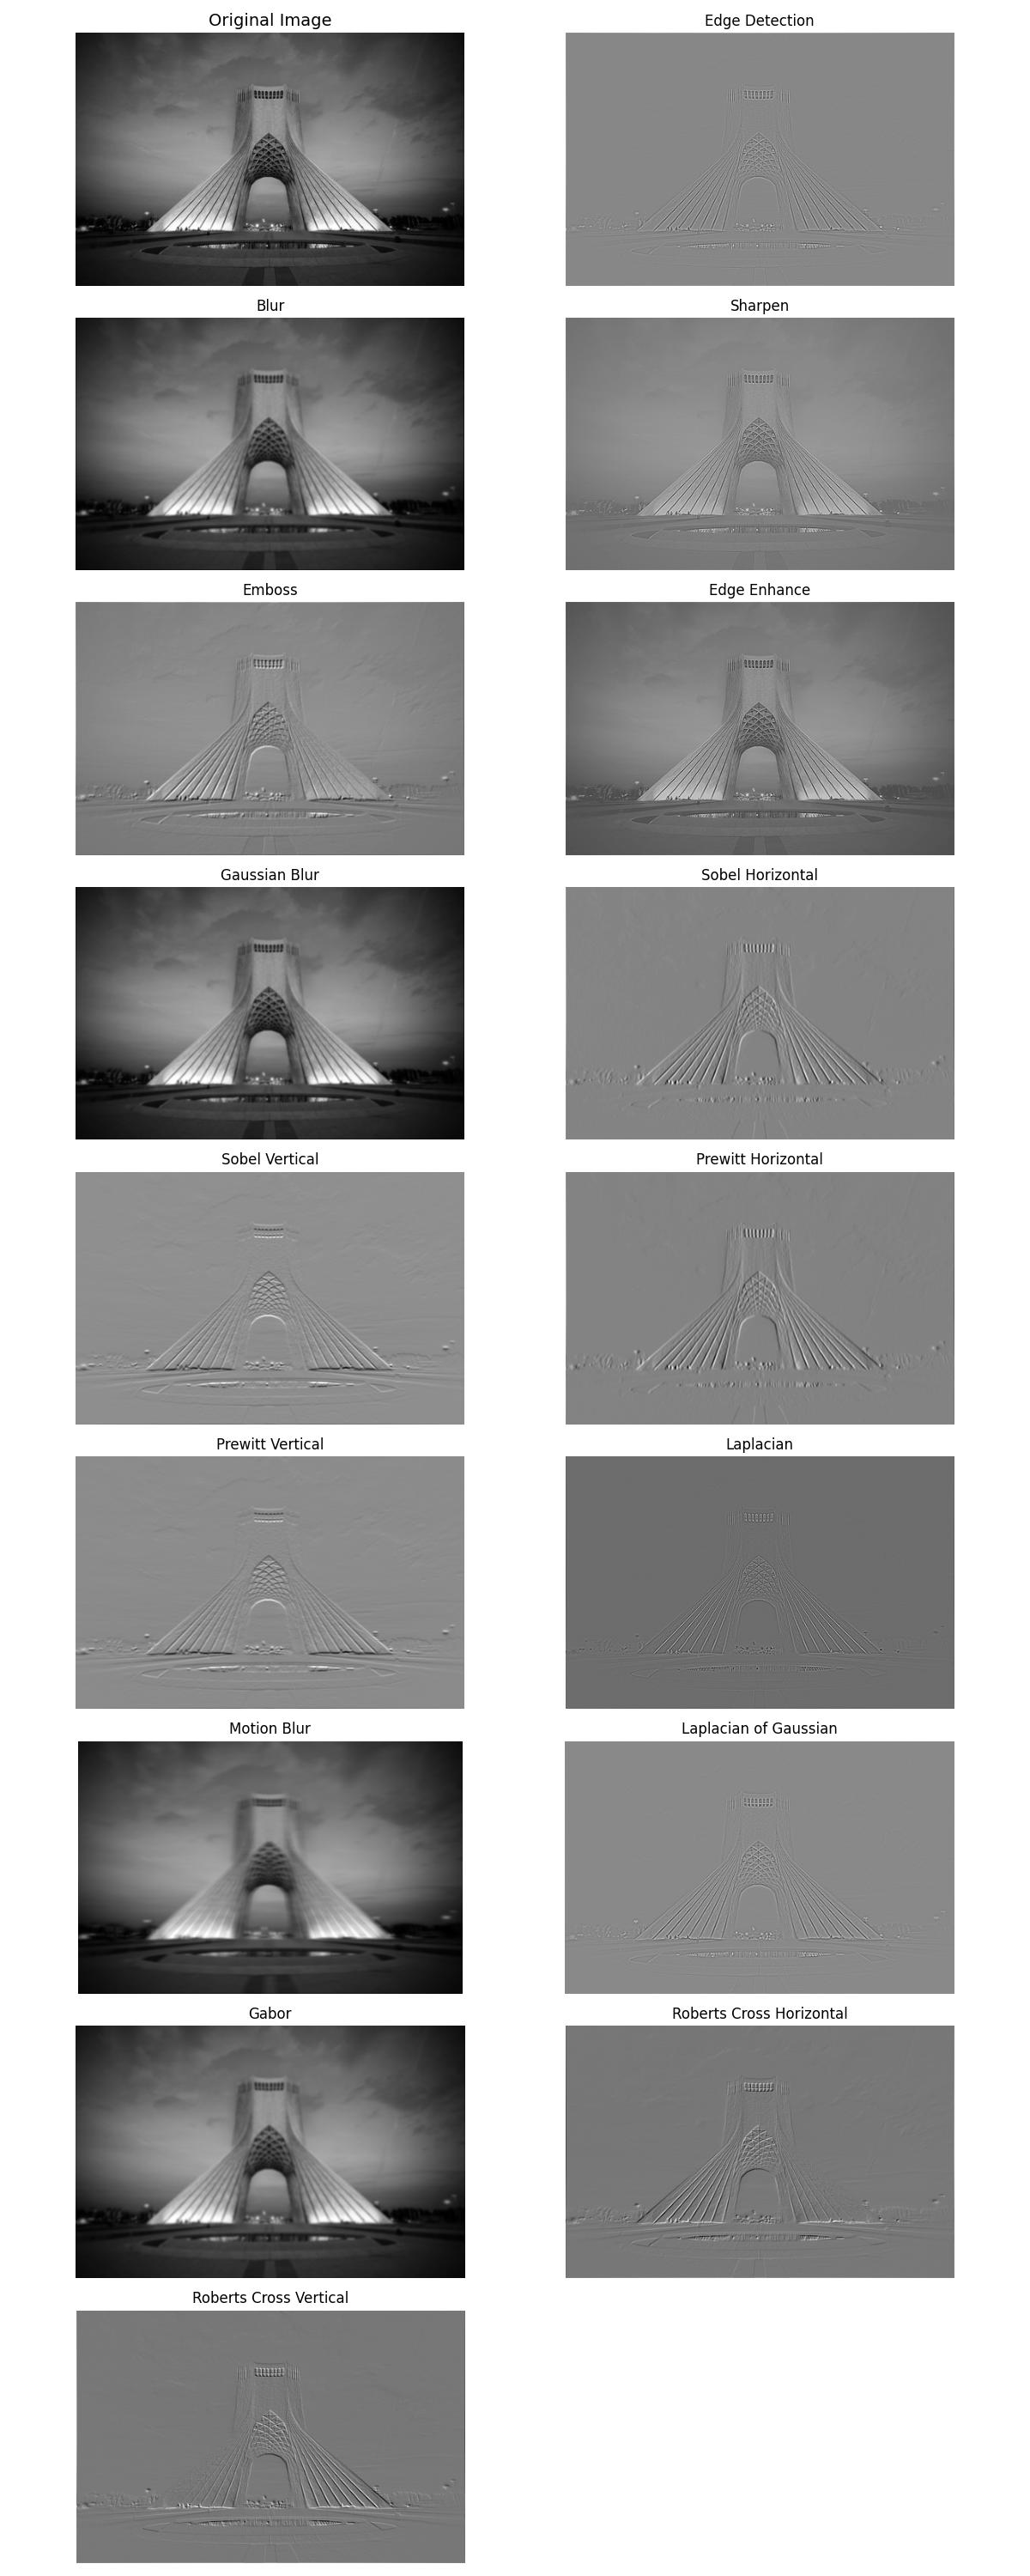 Original Image
Edge Detection
Blur
Sharpen
Emboss
Edge Enhance
Gaussian Blur
Sobel Horizontal
Sobel Vertical
Prewitt Horizontal
Prewitt Vertical
Laplacian
Motion Blur
Laplacian of Gaussian
Gabor
Roberts Cross Horizontal
Roberts Cross Vertical